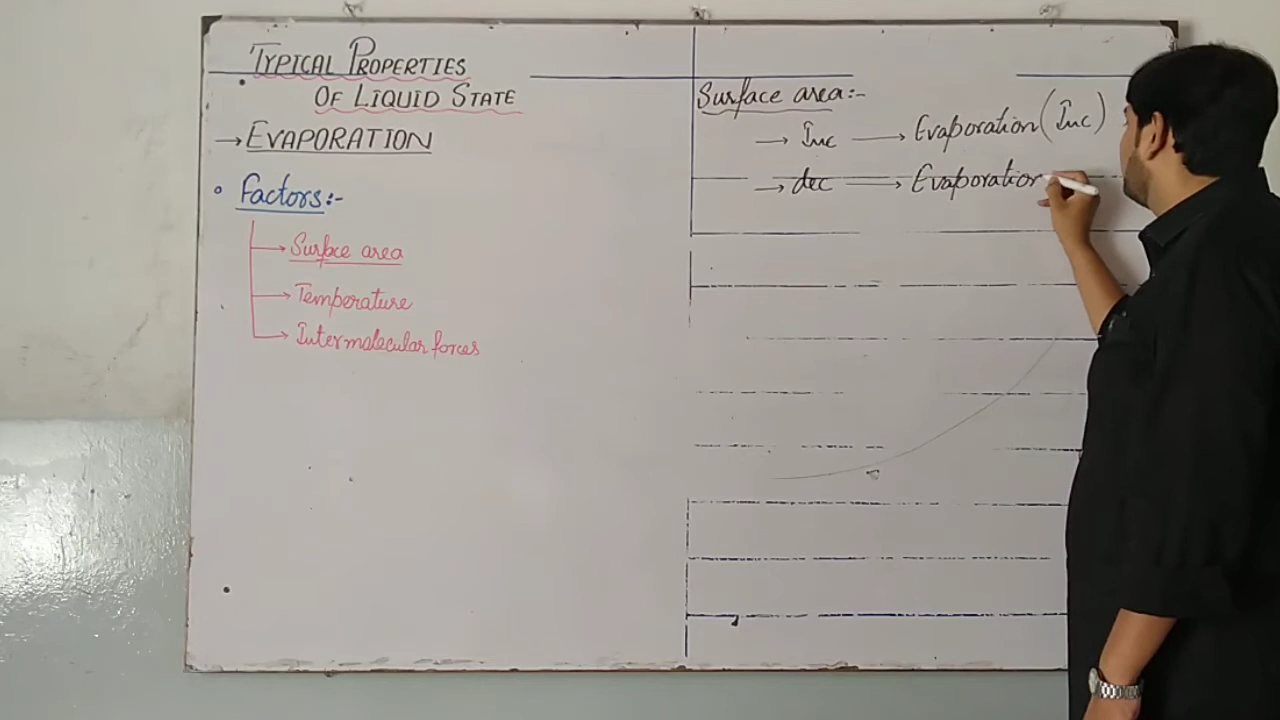 TYPICAL PROPERTIES
OF LIQUID STATE
→ EVAPORATION
• Factors:-
→ Surface area
→ Temperature
→ Intermolecular forces
Surface area:-
→ Inc → Evaporation (Inc)
→ dec → Evaporation